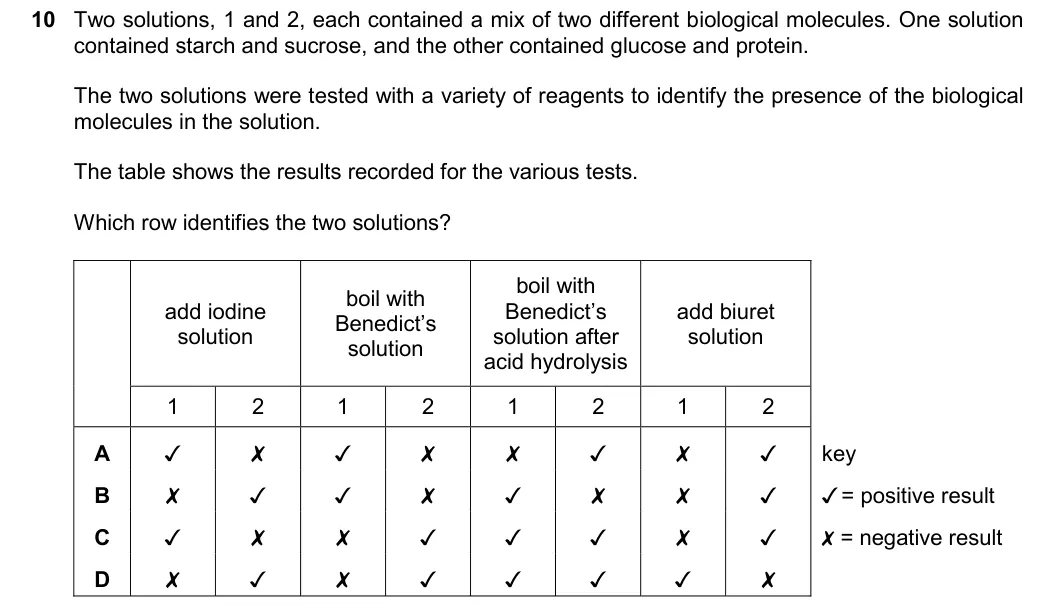 10 Two solutions, 1 and 2, each contained a mix of two different biological molecules. One solution
contained starch and sucrose, and the other contained glucose and protein.
The two solutions were tested with a variety of reagents to identify the presence of the biological
molecules in the solution.
The table shows the results recorded for the various tests.
Which row identifies the two solutions?
add iodine
solution
boil with
Benedict's
solution
boil with
Benedict's
solution after
acid hydrolysis
add biuret
solution
1 2 1 2 1 2 1 2
A ✓ ✗ ✓ ✗ ✗ ✓ ✗ ✓ key
B ✗ ✓ ✓ ✗ ✓ ✗ ✗ ✓ ✓ = positive result
C ✓ ✗ ✗ ✓ ✓ ✓ ✗ ✓ ✗ = negative result
D ✗ ✓ ✗ ✓ ✓ ✓ ✓ ✗